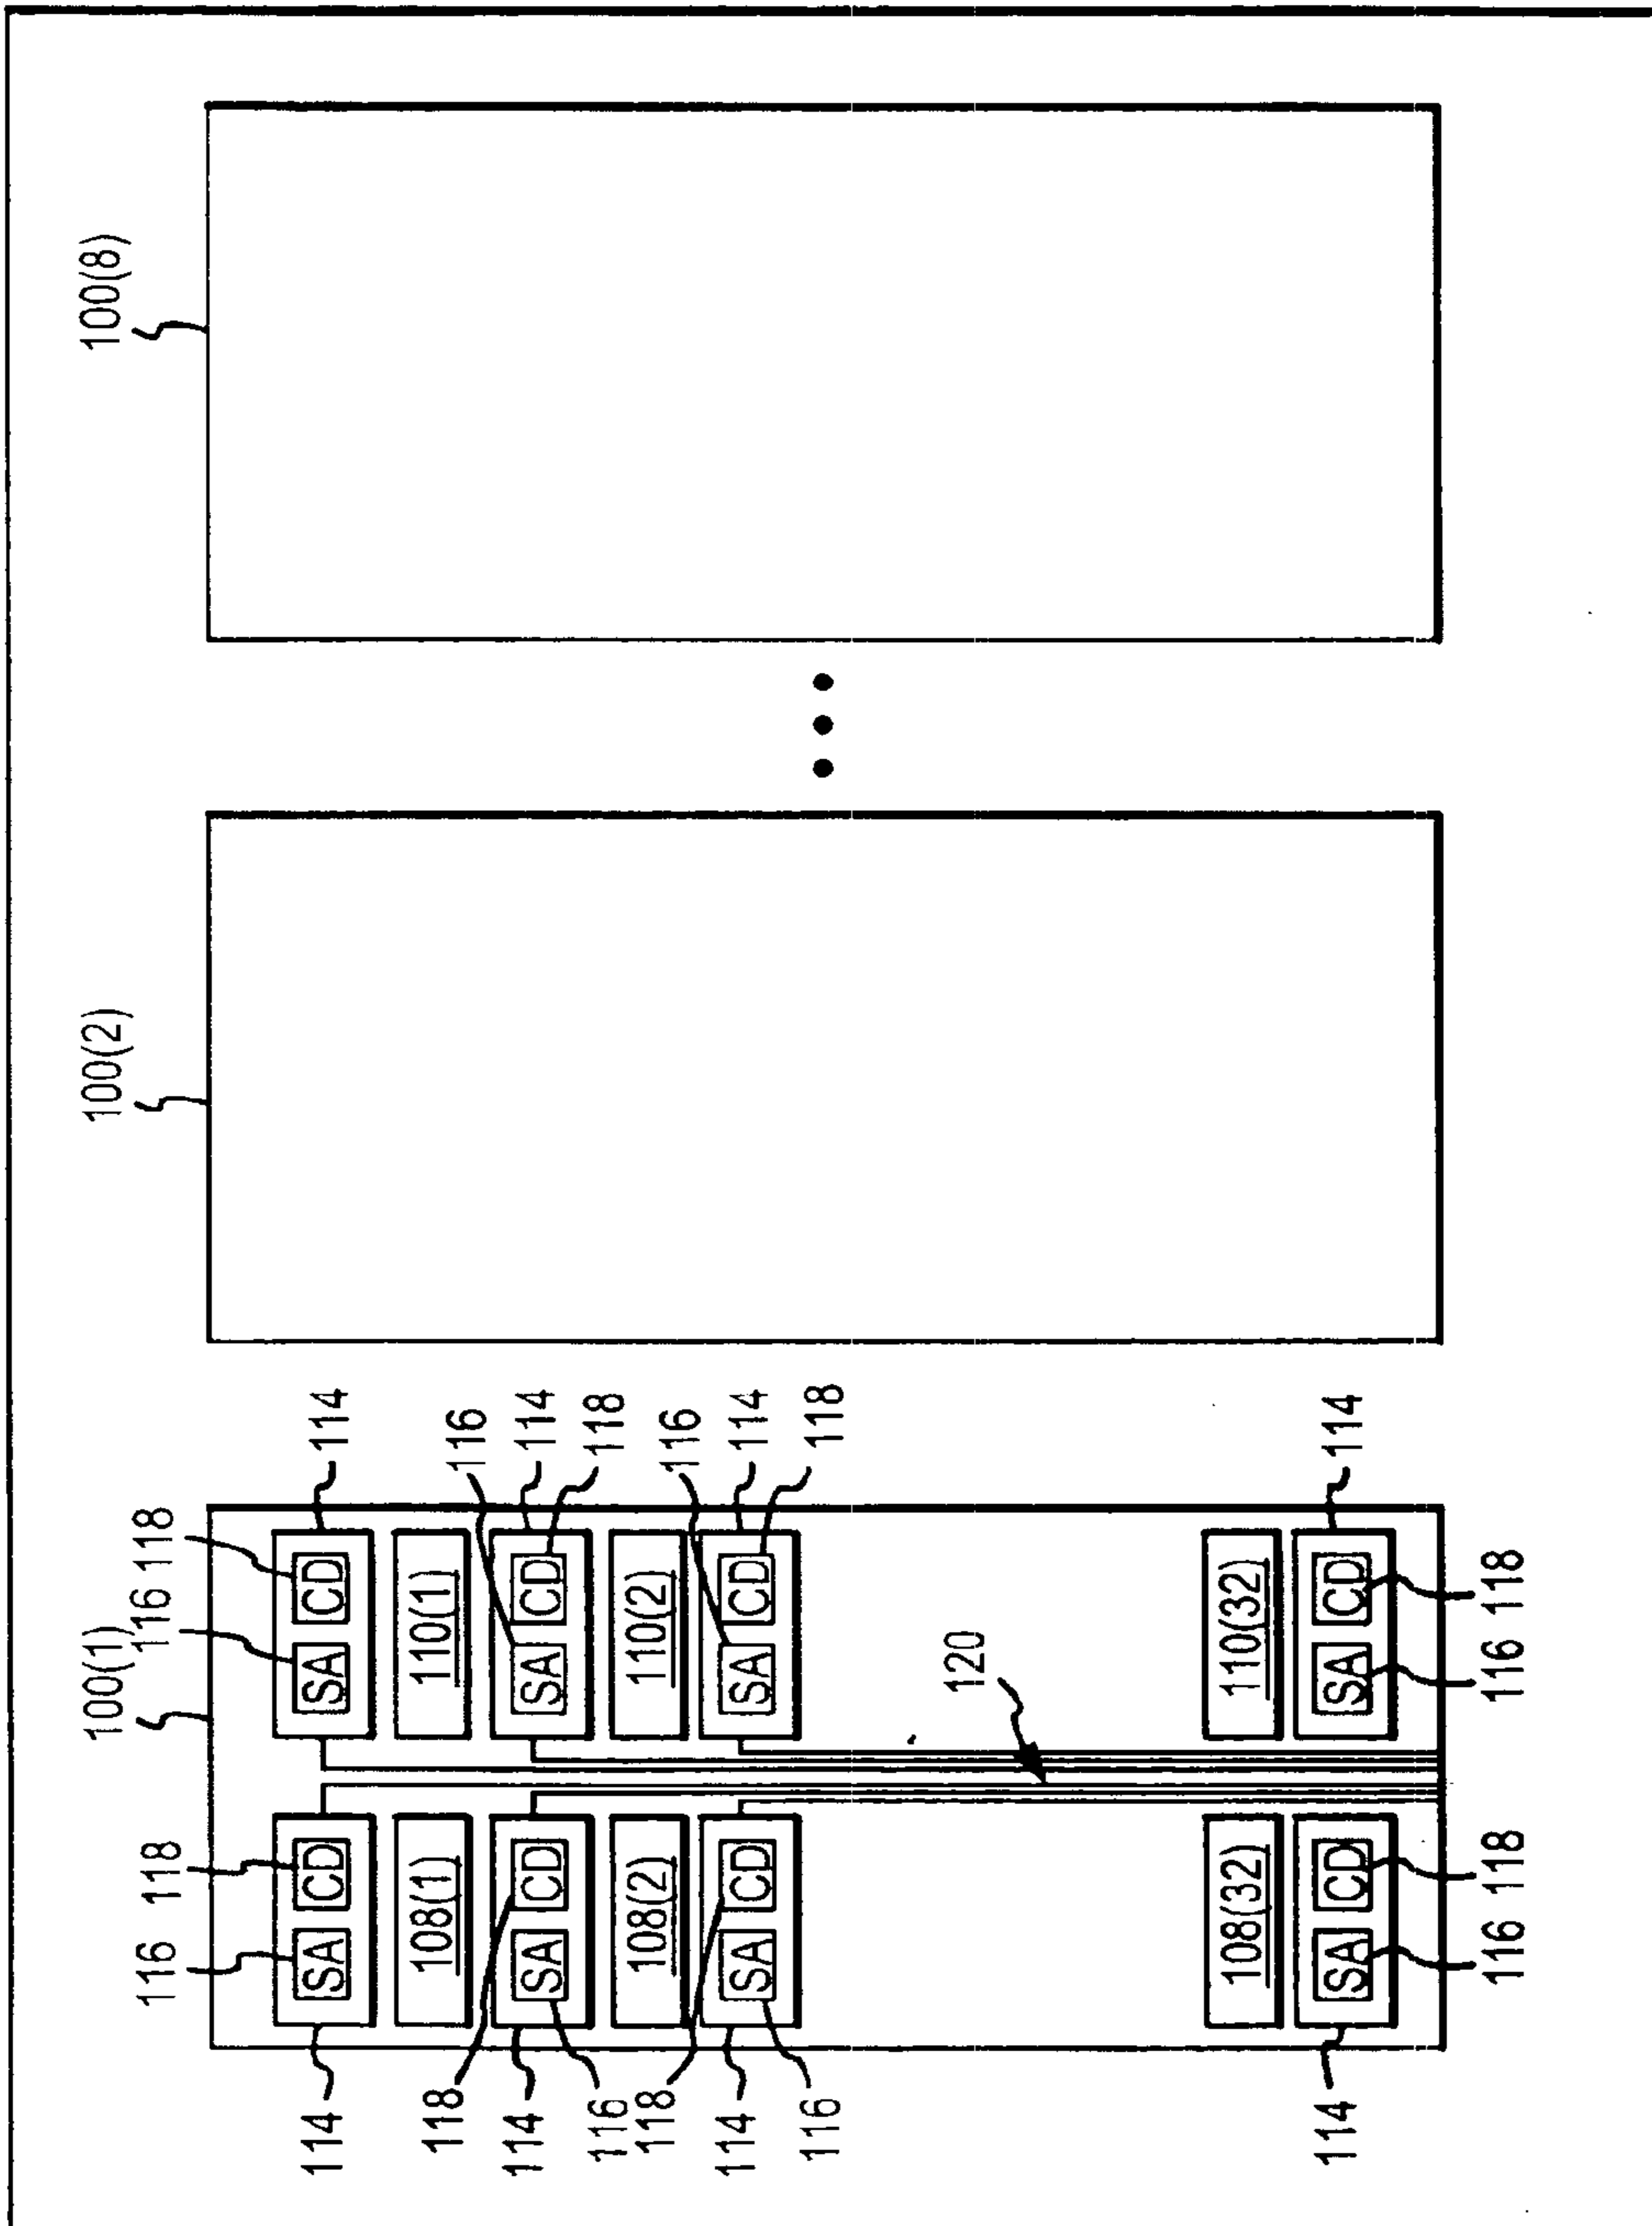 100(1)
100(2)
100(8)
116 118 116 118
114 SA CD SA CD 114
108(1) 110(1)
118 116
114 SA CD SA CD 114
116 118
108(2) 110(2)
118 116
114 SA CD SA CD 114
116 118
120
108(32) 110(32)
114 SA CD SA CD 114
116 118 116 118